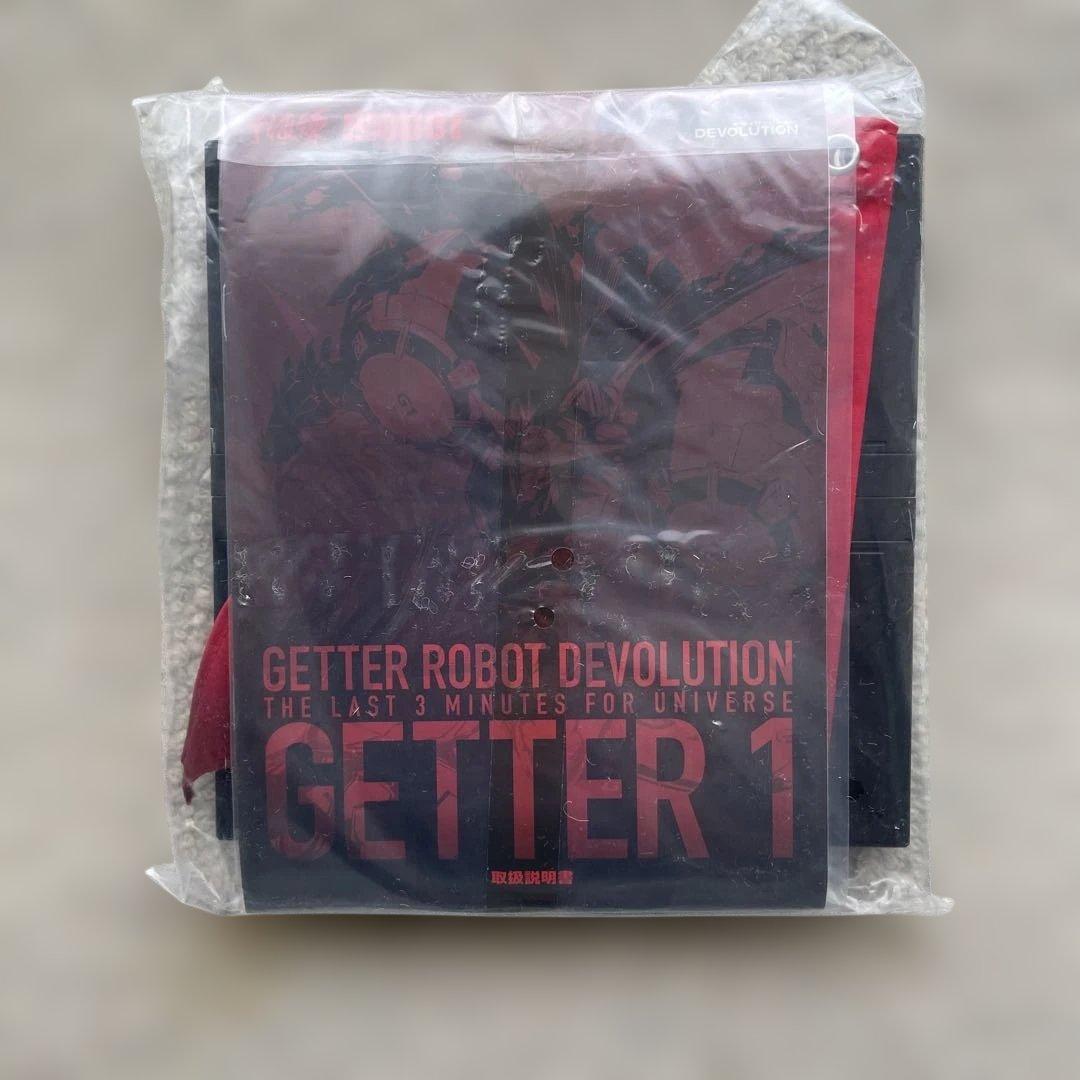 DEVOLUTION
GETTER ROBOT DEVOLUTION
THE LAST 3 MINUTES FOR UNIVERSE
GETTER 1
取扱説明書